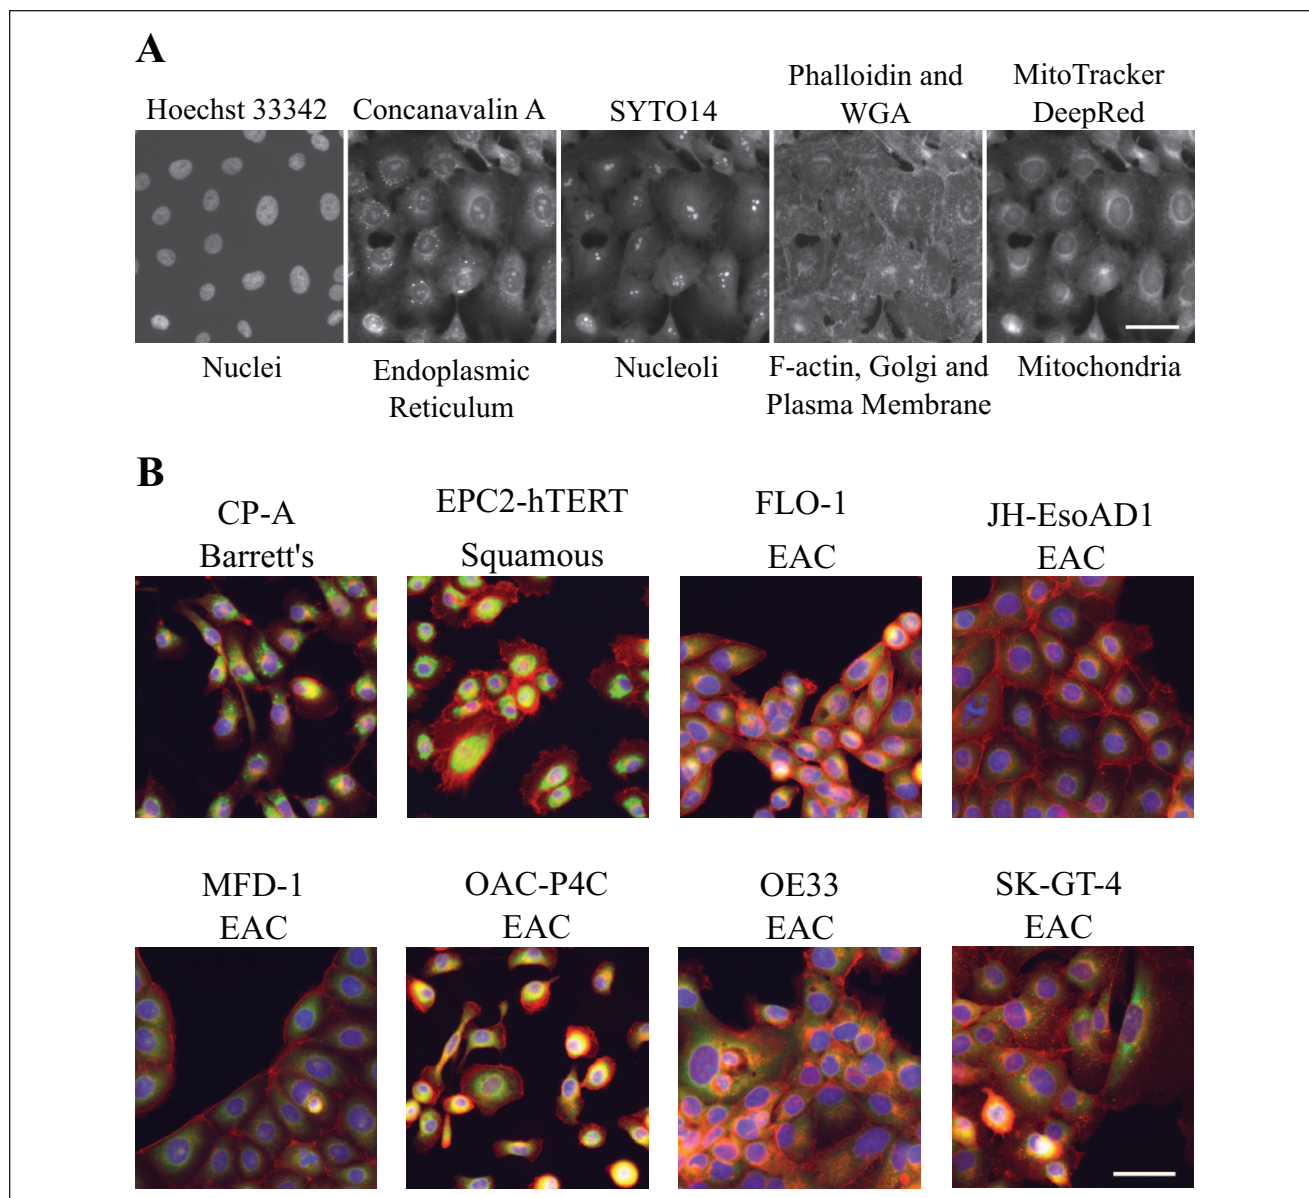 A
Hoechst 33342
Concanavalin A
SYTO14
Phalloidin and
WGA
MitoTracker
DeepRed
Nuclei
Endoplasmic
Reticulum
Nucleoli
F-actin, Golgi and
Plasma Membrane
Mitochondria
B
CP-A
Barrett's
EPC2-hTERT
Squamous
FLO-1
EAC
JH-EsoAD1
EAC
MFD-1
EAC
OAC-P4C
EAC
OE33
EAC
SK-GT-4
EAC